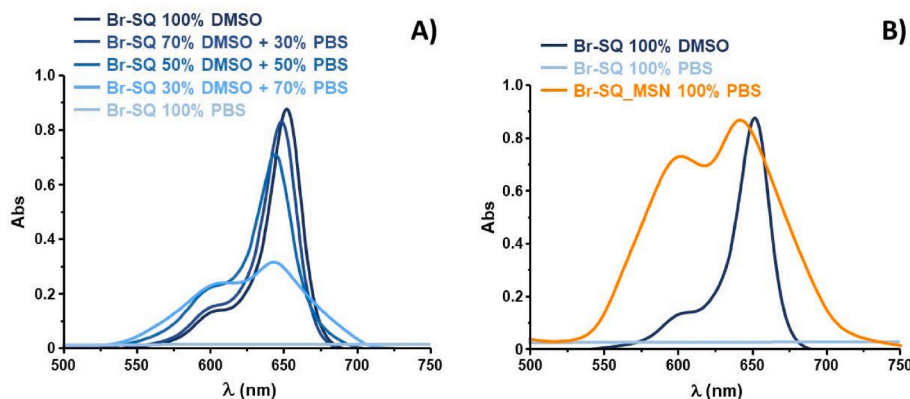 Br-SQ 100% DMSO
Br-SQ 70% DMSO + 30% PBS
Br-SQ 50% DMSO + 50% PBS
Br-SQ 30% DMSO + 70% PBS
Br-SQ 100% PBS
A)
1.0
0.8
0.6
0.4
0.2
0
Abs
500 550 600 650 700 750
λ (nm)
Br-SQ 100% DMSO
Br-SQ 100% PBS
Br-SQ_MSN 100% PBS
B)
1.0
0.8
0.6
0.4
0.2
0
Abs
500 550 600 650 700 750
λ (nm)